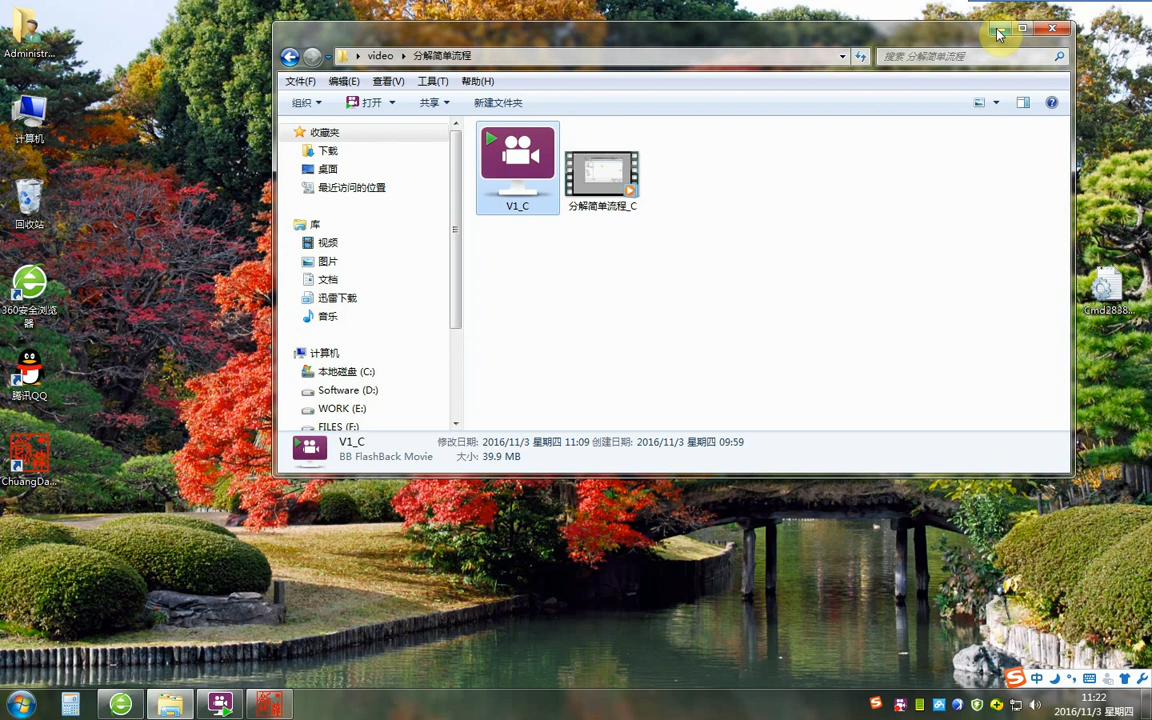 Administr...
计算机
回收站
360安全浏览
器
腾讯QQ
ChuangDa...
video
分解简单流程
搜索 分解简单流程
文件(F)
编辑(E)
查看(V)
工具(T)
帮助(H)
组织
打开
共享
新建文件夹
收藏夹
下载
桌面
最近访问的位置
库
视频
图片
文档
迅雷下载
音乐
计算机
本地磁盘 (C:)
Software (D:)
WORK (E:)
FILES (F:)
V1_C
分解简单流程_C
V1_C
修改日期: 2016/11/3 星期四 11:09
创建日期: 2016/11/3 星期四 09:59
BB FlashBack Movie
大小: 39.9 MB
Cmd2838...
中
11:22
2016/11/3 星期四